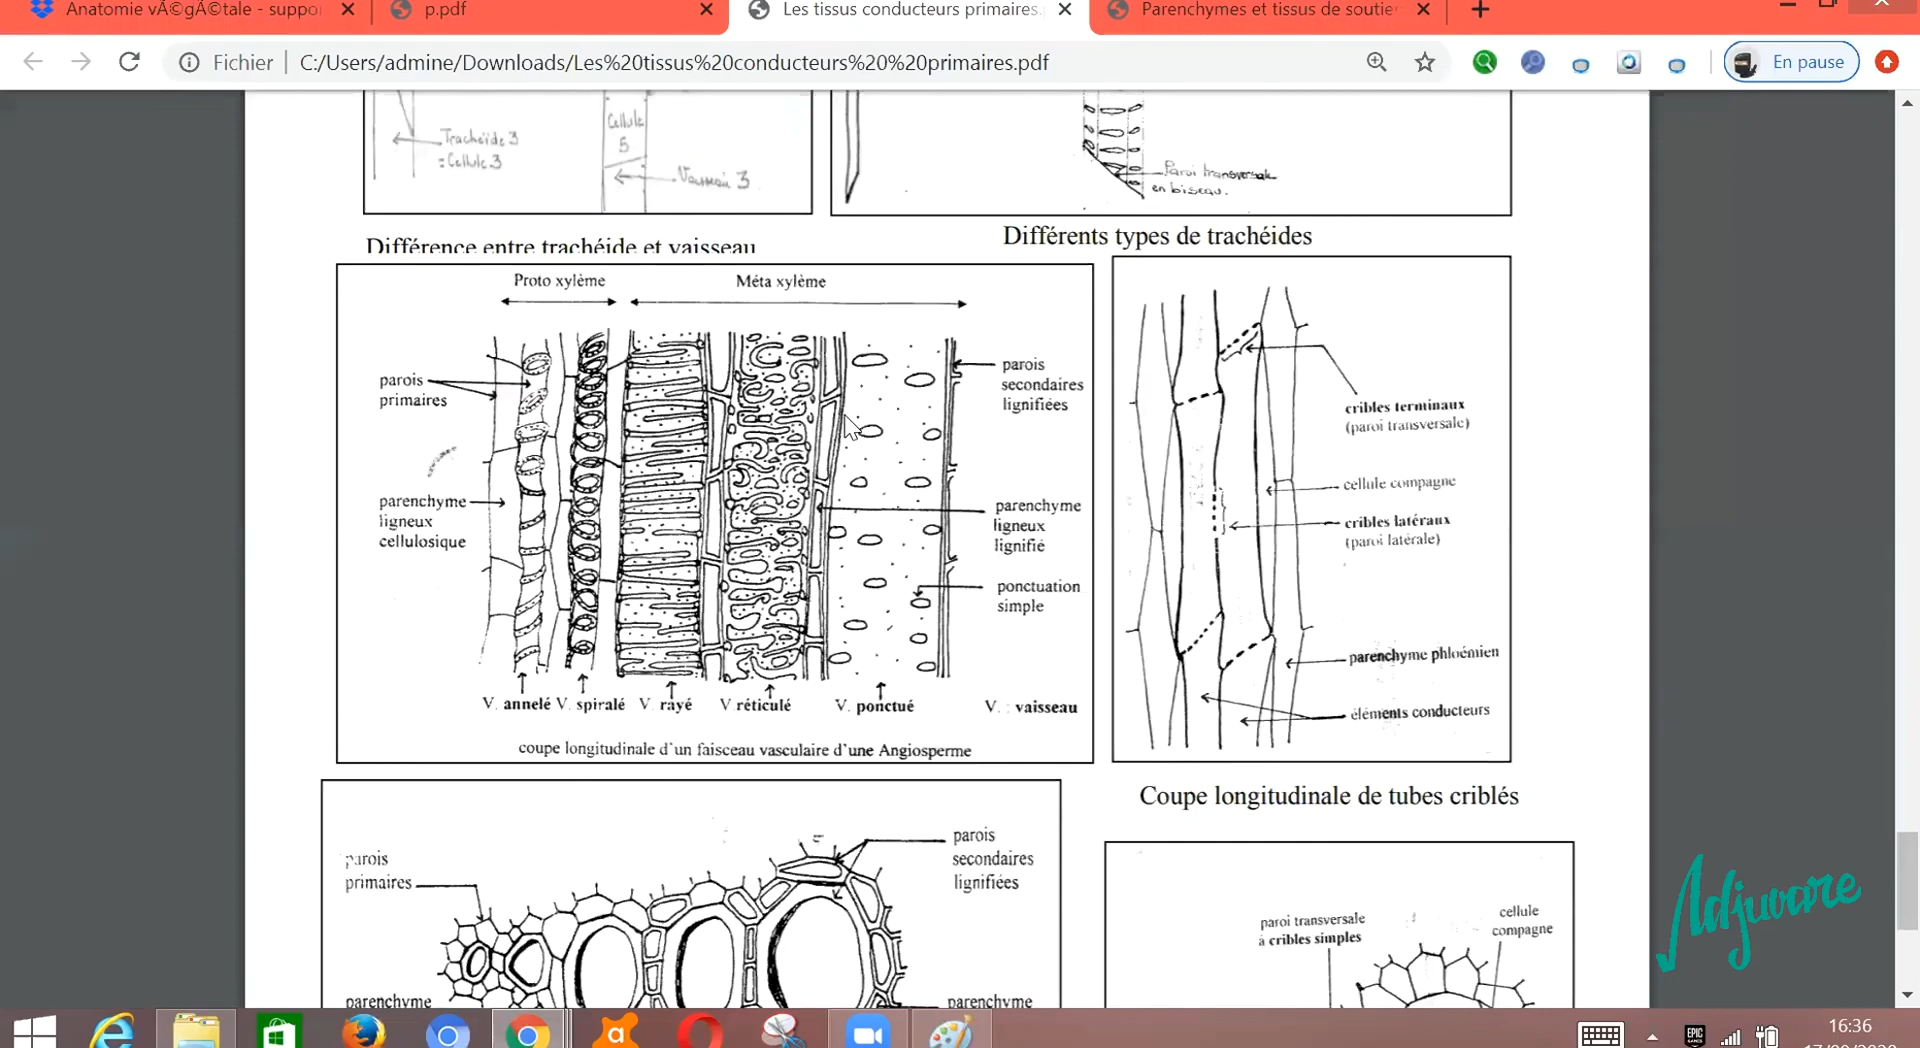 Anatomie vÃ©gÃ©tale - suppo
p.pdf
Les tissus conducteurs primaires.
Parenchymes et tissus de soutie
Fichier
C:/Users/admine/Downloads/Les%20tissus%20conducteurs%20%20primaires.pdf
En pause
Trachéide 3
= Cellule 3
Cellule
5
Vaisseau 3
Paroi transversale
en biseau.
Différence entre trachéide et vaisseau
Différents types de trachéides
Proto xylème
Méta xylème
parois
primaires
parenchyme
ligneux
cellulosique
parois
secondaires
lignifiées
parenchyme
ligneux
lignifié
ponctuation
simple
V. annelé
V. spiralé
V. rayé
V réticulé
V. ponctué
V. : vaisseau
coupe longitudinale d'un faisceau vasculaire d'une Angiosperme
cribles terminaux
(paroi transversale)
cellule compagne
cribles latéraux
(paroi latérale)
parenchyme phloémien
éléments conducteurs
Coupe longitudinale de tubes criblés
parois
primaires
parois
secondaires
lignifiées
parenchyme
parenchyme
paroi transversale
à cribles simples
cellule
compagne
Adjuvare
EPIC
GAMES
16:36